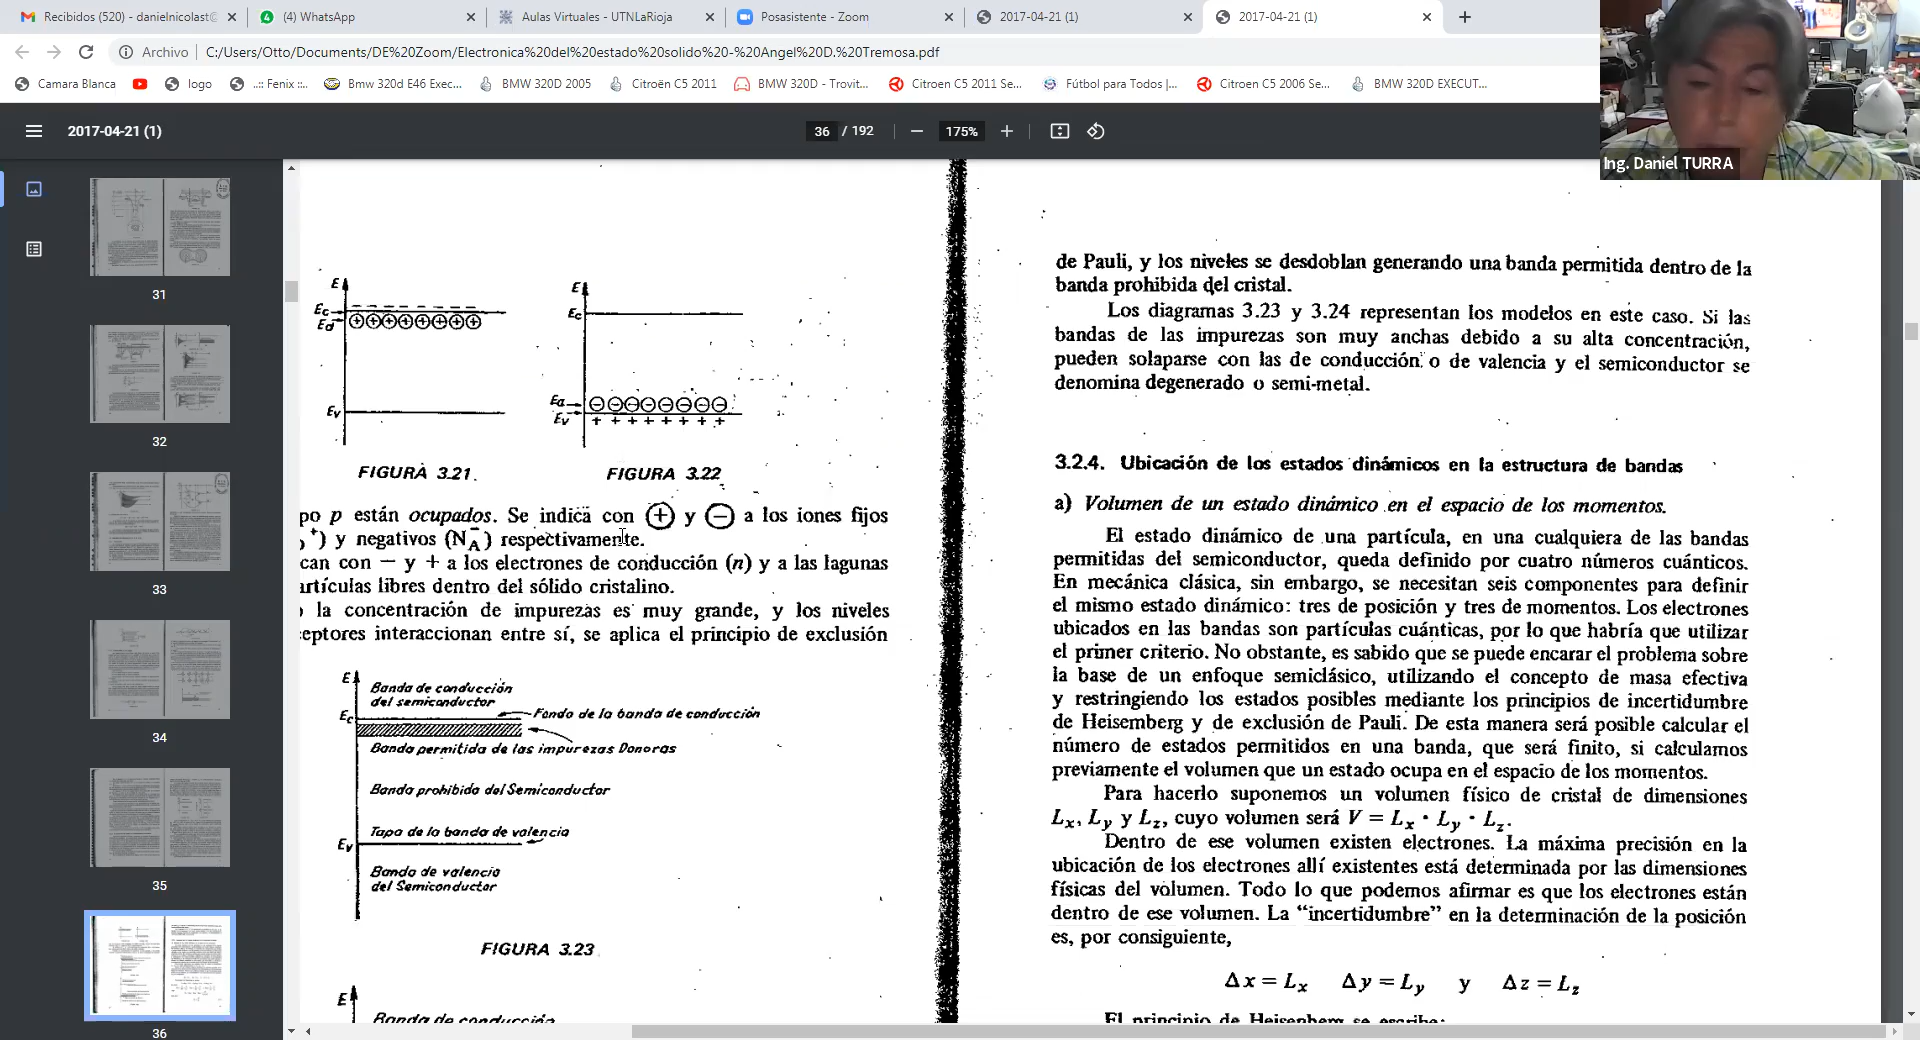 Recibidos (520) - danielnicolast@
(4) WhatsApp
Aulas Virtuales - UTNLaRioja
Posasistente - Zoom
2017-04-21 (1)
2017-04-21 (1)
Archivo
C:/Users/Otto/Documents/DE%20Zoom/Electronica%20del%20estado%20solido%20-%20Angel%20D.%20Tremosa.pdf
Camara Blanca
logo
..:: Fenix ::..
Bmw 320d E46 Exec...
BMW 320D 2005
Citroën C5 2011
BMW 320D - Trovit...
Citroen C5 2011 Se...
Fútbol para Todos |...
Citroen C5 2006 Se...
BMW 320D EXECUT...
Ing. Daniel TURRA
2017-04-21 (1)
36 / 192
175%
31
32
33
34
35
36
E
Ec
Ed
Ev
FIGURA 3.21.
E
Ec
Ea
Ev
FIGURA 3.22
po p están ocupados. Se indica con ⊕ y ⊖ a los iones fijos
+) y negativos (N_A^-) respectivamente.
can con — y + a los electrones de conducción (n) y a las lagunas
artículas libres dentro del sólido cristalino.
la concentración de impurezas es muy grande, y los niveles
ceptores interaccionan entre sí, se aplica el principio de exclusión
E
Banda de conducción
del semiconductor
Ec
Fondo de la banda de conducción
Banda permitida de las impurezas Donoras
Banda prohibida del Semiconductor
Tapa de la banda de valencia
Ev
Banda de valencia
del Semiconductor
FIGURA 3.23
E
Banda de conducción
de Pauli, y los niveles se desdoblan generando una banda permitida dentro de la
banda prohibida del cristal.
Los diagramas 3.23 y 3.24 representan los modelos en este caso. Si las
bandas de las impurezas son muy anchas debido a su alta concentración,
pueden solaparse con las de conducción o de valencia y el semiconductor se
denomina degenerado o semi-metal.
3.2.4. Ubicación de los estados dinámicos en la estructura de bandas
a) Volumen de un estado dinámico en el espacio de los momentos.
El estado dinámico de una partícula, en una cualquiera de las bandas
permitidas del semiconductor, queda definido por cuatro números cuánticos.
En mecánica clásica, sin embargo, se necesitan seis componentes para definir
el mismo estado dinámico: tres de posición y tres de momentos. Los electrones
ubicados en las bandas son partículas cuánticas, por lo que habría que utilizar
el primer criterio. No obstante, es sabido que se puede encarar el problema sobre
la base de un enfoque semiclásico, utilizando el concepto de masa efectiva
y restringiendo los estados posibles mediante los principios de incertidumbre
de Heisemberg y de exclusión de Pauli. De esta manera será posible calcular el
número de estados permitidos en una banda, que será finito, si calculamos
previamente el volumen que un estado ocupa en el espacio de los momentos.
Para hacerlo suponemos un volumen físico de cristal de dimensiones
Lx, Ly y Lz, cuyo volumen será V = Lx · Ly · Lz.
Dentro de ese volumen existen electrones. La máxima precisión en la
ubicación de los electrones allí existentes está determinada por las dimensiones
físicas del volumen. Todo lo que podemos afirmar es que los electrones están
dentro de ese volumen. La “incertidumbre” en la determinación de la posición
es, por consiguiente,
Δx = Lx Δy = Ly y Δz = Lz
El principio de Heisenberg se escribe: